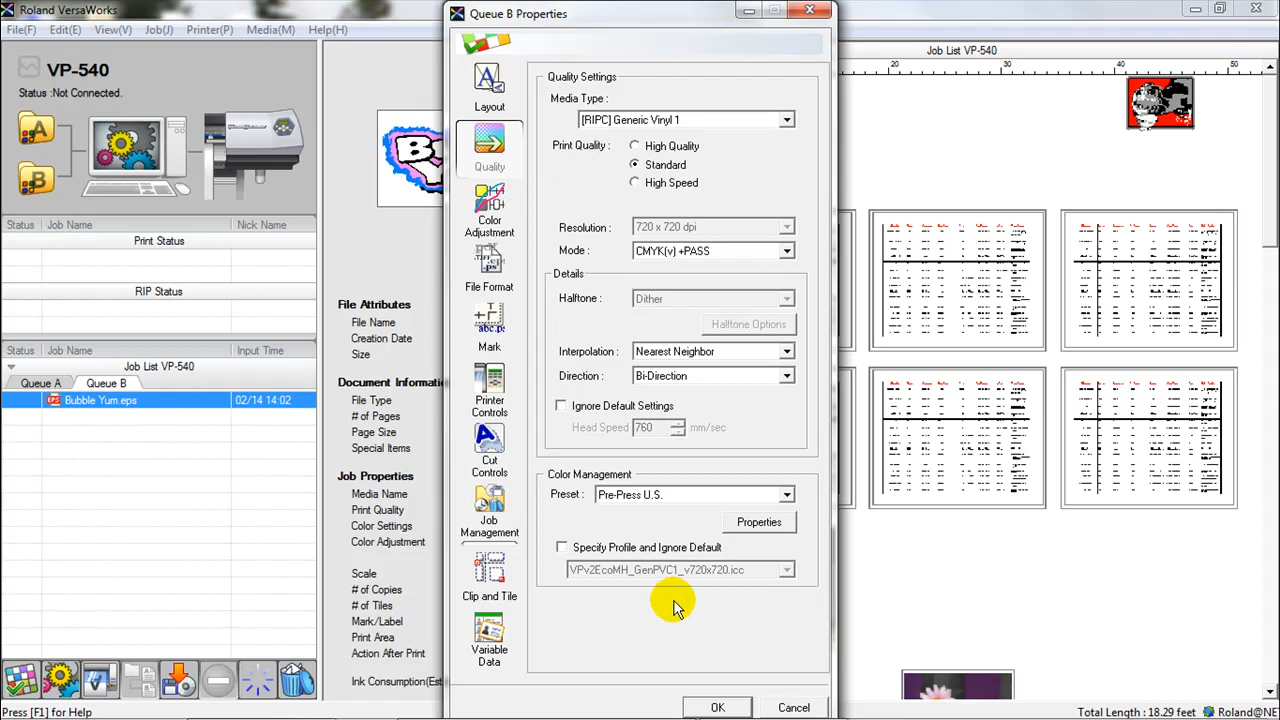 Roland VersaWorks
File(F) Edit(E) View(V) Job(J) Printer(P) Media(M) Help(H)
VP-540
Status :Not Connected.
A
B
Status Job Name Nick Name
Print Status
RIP Status
Status Job Name Input Time
Job List VP-540
Queue A Queue B
Bubble Yum.eps 02/14 14:02
Press [F1] for Help
File Attributes
File Name
Creation Date
Size
Document Informati
File Type
# of Pages
Page Size
Special Items
Job Properties
Media Name
Print Quality
Color Settings
Color Adjustment
Scale
# of Copies
# of Tiles
Mark/Label
Print Area
Action After Print
Ink Consumption(Est
Queue B Properties
Layout
Quality
Color
Adjustment
File Format
Mark
Printer
Controls
Cut
Controls
Job
Management
Clip and Tile
Variable
Data
Quality Settings
Media Type :
[RIPC] Generic Vinyl 1
Print Quality :
High Quality
Standard
High Speed
Resolution : 720 x 720 dpi
Mode : CMYK(v) +PASS
Details
Halftone : Dither
Halftone Options
Interpolation : Nearest Neighbor
Direction : Bi-Direction
Ignore Default Settings
Head Speed 760 mm/sec
Color Management
Preset : Pre-Press U.S.
Properties
Specify Profile and Ignore Default
VPv2EcoMH_GenPVC1_v720x720.icc
OK Cancel
Job List VP-540
20 30 40 50
Total Length : 18.29 feet Roland@NE